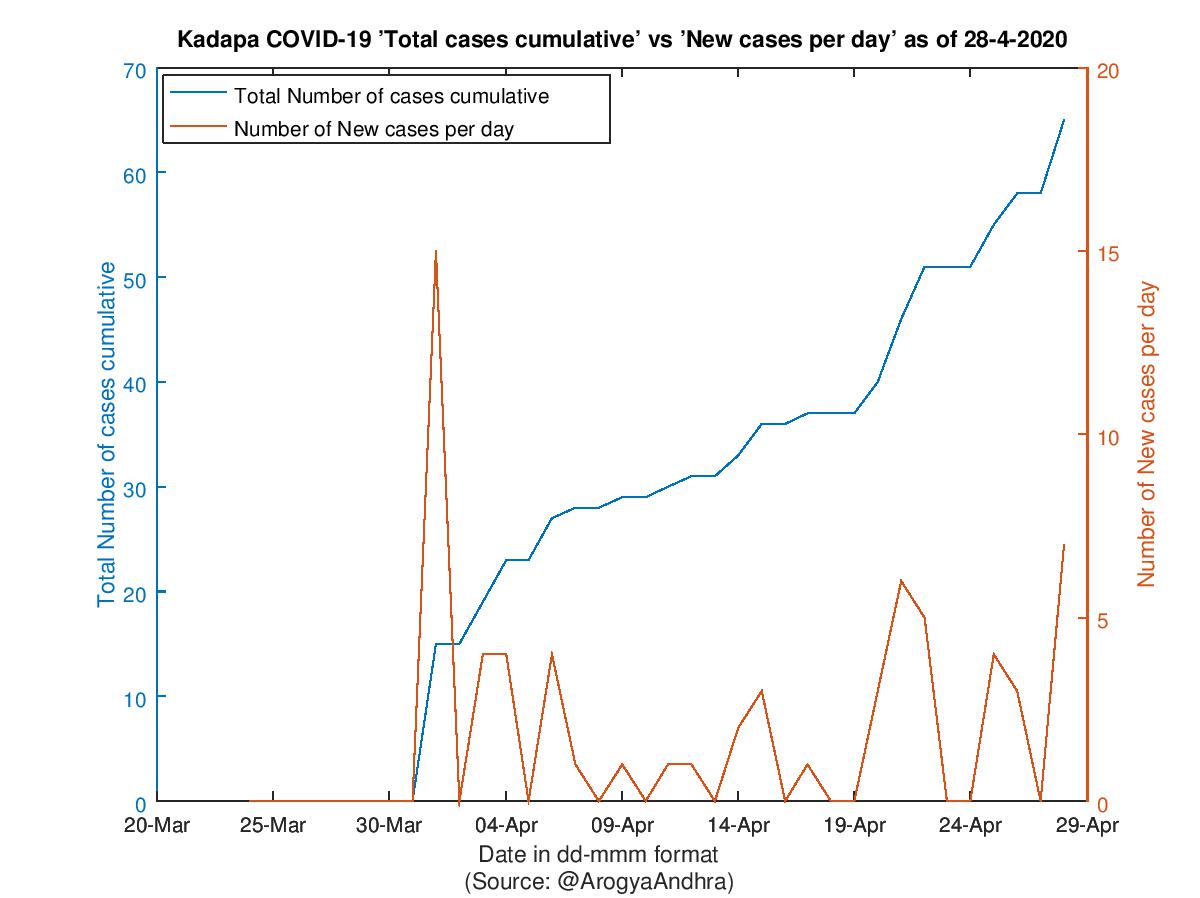 Kadapa COVID-19 ’Total cases cumulative’ vs ’New cases per day’ as of 28-4-2020
Total Number of cases cumulative
Number of New cases per day
70
60
50
40
30
20
10
0
Total Number of cases cumulative
20
15
10
5
0
Number of New cases per day
20-Mar 25-Mar 30-Mar 04-Apr 09-Apr 14-Apr 19-Apr 24-Apr 29-Apr
Date in dd-mmm format
(Source: @ArogyaAndhra)